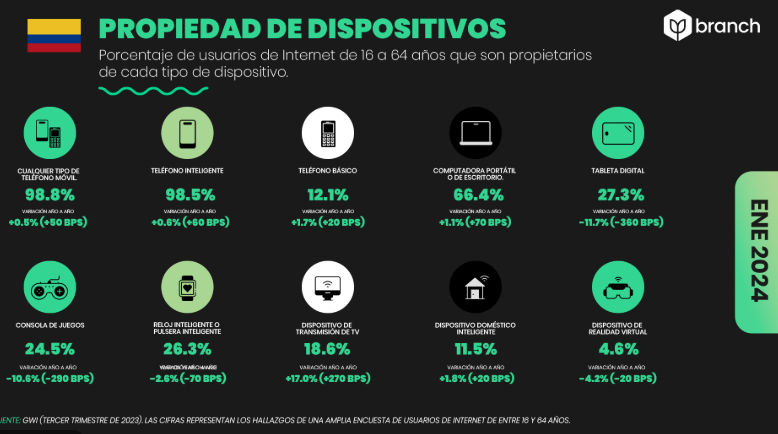 PROPIEDAD DE DISPOSITIVOS
branch
Porcentaje de usuarios de Internet de 16 a 64 años que son propietarios
de cada tipo de dispositivo.
CUALQUIER TIPO DE
TELÉFONO MÓVIL.
98.8%
VARIACIÓN AÑO A AÑO
+0.5% (+50 BPS)
TELÉFONO INTELIGENTE
98.5%
VARIACIÓN AÑO A AÑO
+0.6% (+60 BPS)
TELÉFONO BÁSICO
12.1%
VARIACIÓN AÑO A AÑO
+1.7% (+20 BPS)
COMPUTADORA PORTÁTIL
O DE ESCRITORIO.
66.4%
VARIACIÓN AÑO A AÑO
+1.1% (+70 BPS)
TABLETA DIGITAL
27.3%
VARIACIÓN AÑO A AÑO
-11.7% (-360 BPS)
ENE 2024
CONSOLA DE JUEGOS
24.5%
VARIACIÓN AÑO A AÑO
-10.6% (-290 BPS)
RELOJ INTELIGENTE O
PULSERA INTELIGENTE
26.3%
-2.6% (-70 BPS)
DISPOSITIVO DE
TRANSMISIÓN DE TV
18.6%
VARIACIÓN AÑO A AÑO
+17.0% (+270 BPS)
DISPOSITIVO DOMÉSTICO
INTELIGENTE
11.5%
VARIACIÓN AÑO A AÑO
+1.8% (+20 BPS)
DISPOSITIVO DE
REALIDAD VIRTUAL
4.6%
VARIACIÓN AÑO A AÑO
-4.2% (-20 BPS)
UENTE: GWI (TERCER TRIMESTRE DE 2023). LAS CIFRAS REPRESENTAN LOS HALLAZGOS DE UNA AMPLIA ENCUESTA DE USUARIOS DE INTERNET DE ENTRE 16 Y 64 AÑOS.